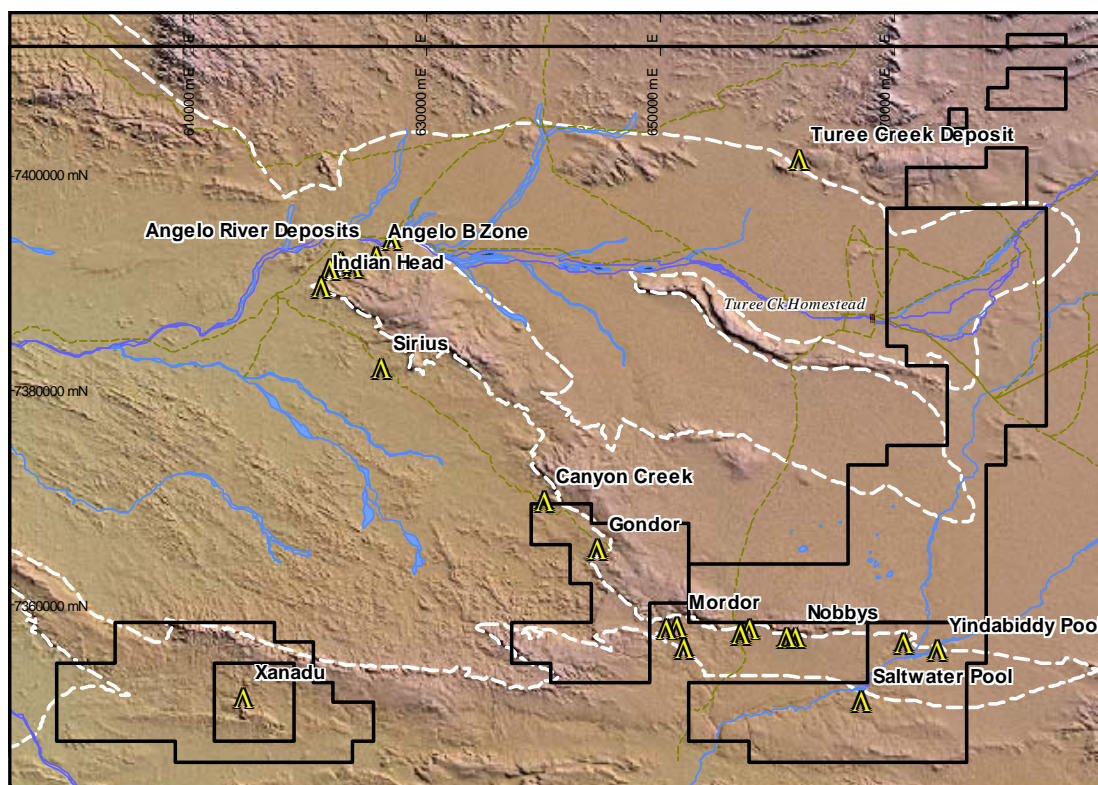 610000 mE
630000 mE
650000 mE
670000 mE
Turee Creek Deposit
7400000 mN
Angelo River Deposits
Angelo B Zone
Indian Head
Turee Ck Homestead
Sirius
7380000 mN
Canyon Creek
Gondor
7360000 mN
Mordor
Nobbys
Yindabiddy Pool
Xanadu
Saltwater Pool